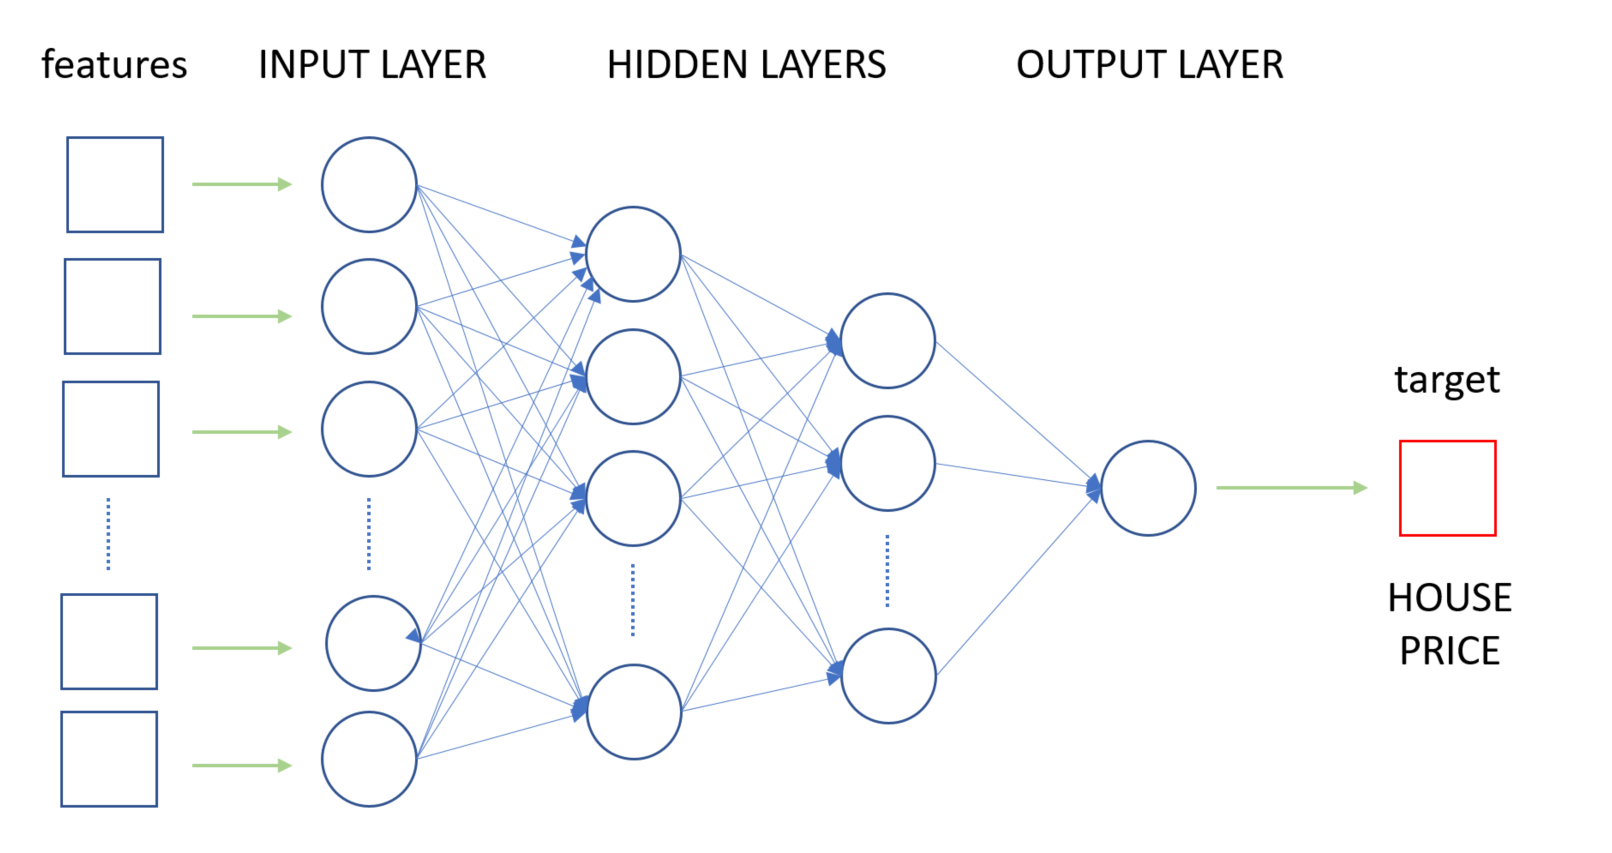 features
INPUT LAYER
HIDDEN LAYERS
OUTPUT LAYER
target
HOUSE
PRICE